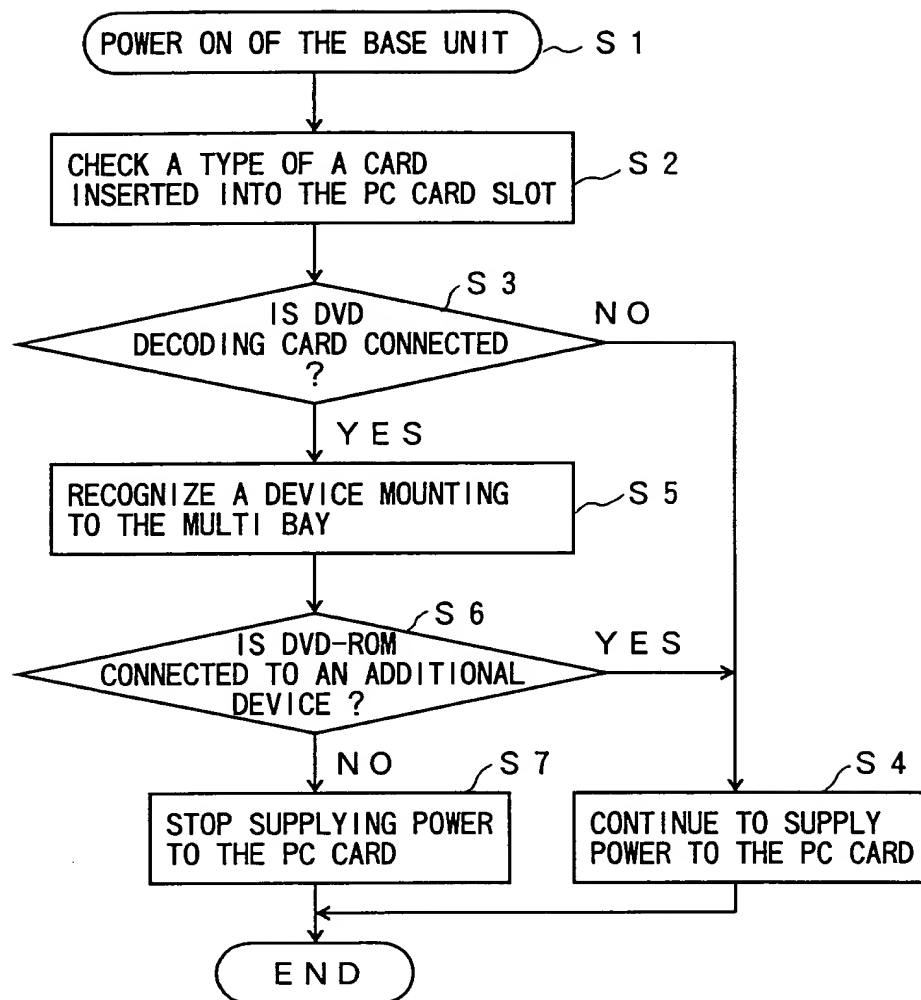 POWER ON OF THE BASE UNIT
S 1
CHECK A TYPE OF A CARD
INSERTED INTO THE PC CARD SLOT
S 2
S 3
IS DVD
DECODING CARD CONNECTED
?
NO
YES
RECOGNIZE A DEVICE MOUNTING
TO THE MULTI BAY
S 5
S 6
IS DVD-ROM
CONNECTED TO AN ADDITIONAL
DEVICE ?
YES
NO
S 7
STOP SUPPLYING POWER
TO THE PC CARD
S 4
CONTINUE TO SUPPLY
POWER TO THE PC CARD
END